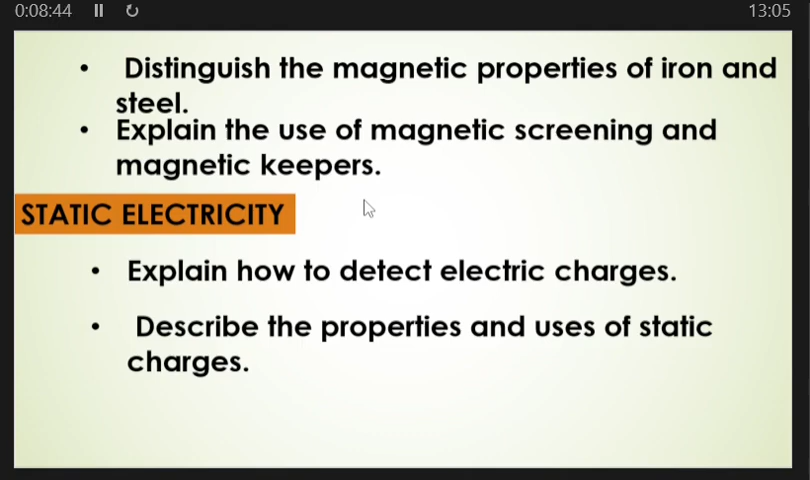 0:08:44
13:05
• Distinguish the magnetic properties of iron and
steel.
• Explain the use of magnetic screening and
magnetic keepers.
STATIC ELECTRICITY
• Explain how to detect electric charges.
• Describe the properties and uses of static
charges.